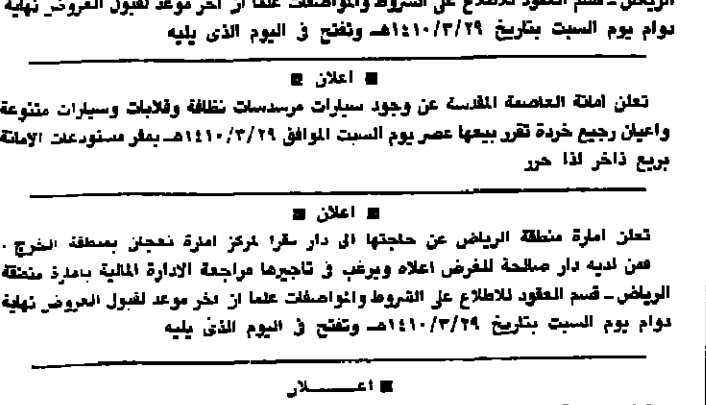 الرياض ـ قسم العقود للاطلاع على الشروط والمواصفات علما ان آخر موعد لقبول العروض نهاية
دوام يوم السبت بتاريخ ١٤١٠/٣/٢٩هـ وتفتح في اليوم الذي يليه
■ اعلان ■
تعلن امانة العاصمة المقدسة عن وجود سيارات مرسدسات نظافة وقلابات وسيارات متنوعة
واعيان رجيع خردة تقرر بيعها عصر يوم السبت الموافق ١٤١٠/٣/٢٩هـ بمقر مستودعات الامانة
بريع ذاخر لذا حرر
■ اعلان ■
تعلن امارة منطقة الرياض عن حاجتها الى دار مقرا لمركز امارة نعجان بمنطقة الخرج .
فمن لديه دار صالحة للغرض اعلاه ويرغب في تاجيرها مراجعة الادارة المالية بامارة منطقة
الرياض ـ قسم العقود للاطلاع على الشروط والمواصفات علما ان آخر موعد لقبول العروض نهاية
دوام يوم السبت بتاريخ ١٤١٠/٣/٢٩هـ وتفتح في اليوم الذي يليه
■ اعـــــلان